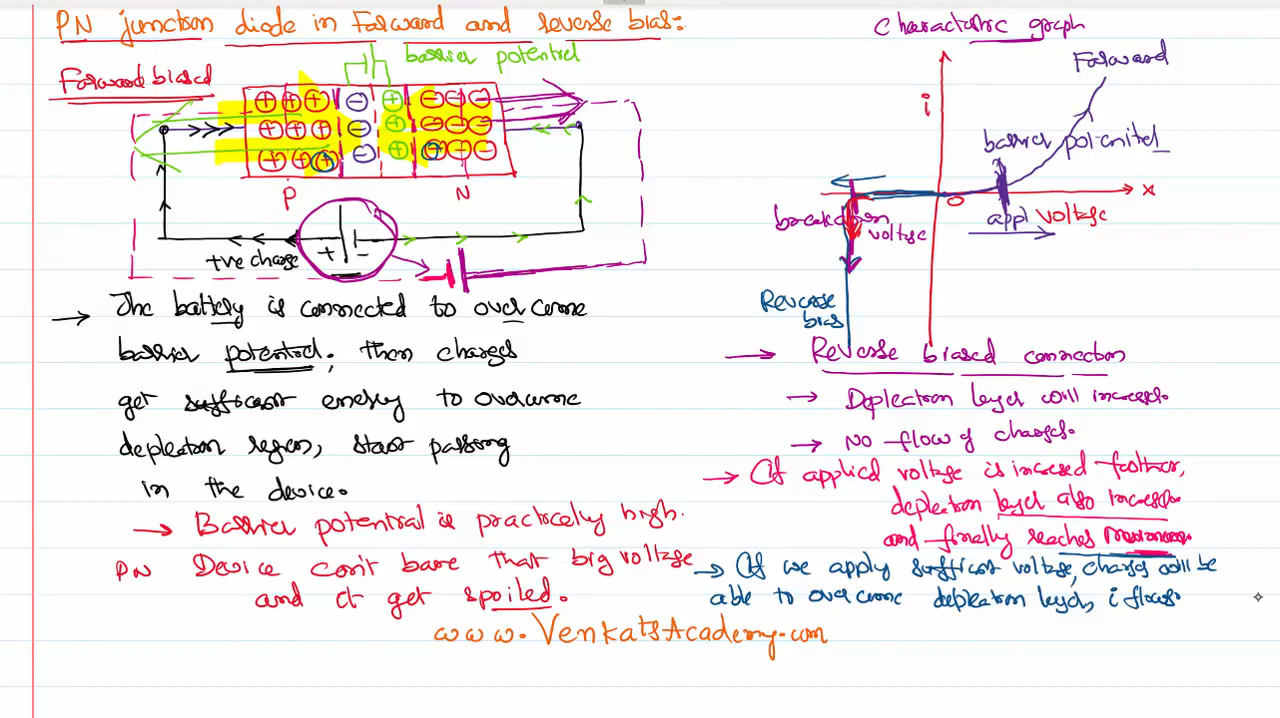 PN junction diode in Forward and reverse bias:
barrier potential
Forward biased
P
N
+ -
+ve charge
→ The battery is connected to overcome
barrier potential, then charges
get sufficient energy to overcome
depletion region, start passing
in the device.
→ Barrier potential is practically high.
PN Device can't bare that big voltage
and it get spoiled.
Characteristic graph
Forward
i
barrier potential
x
o
appl voltage
breakdown
voltage
Reverse
bias
→ Reverse biased connection
→ Depletion layer will increase.
→ No flow of charges.
→ If applied voltage is incresed further,
depletion layer also increases
and finally reaches maximum
→ If we apply sufficient voltage, charges will be
able to overcome depletion layer, i flows.
www.VenkatsAcademy.com